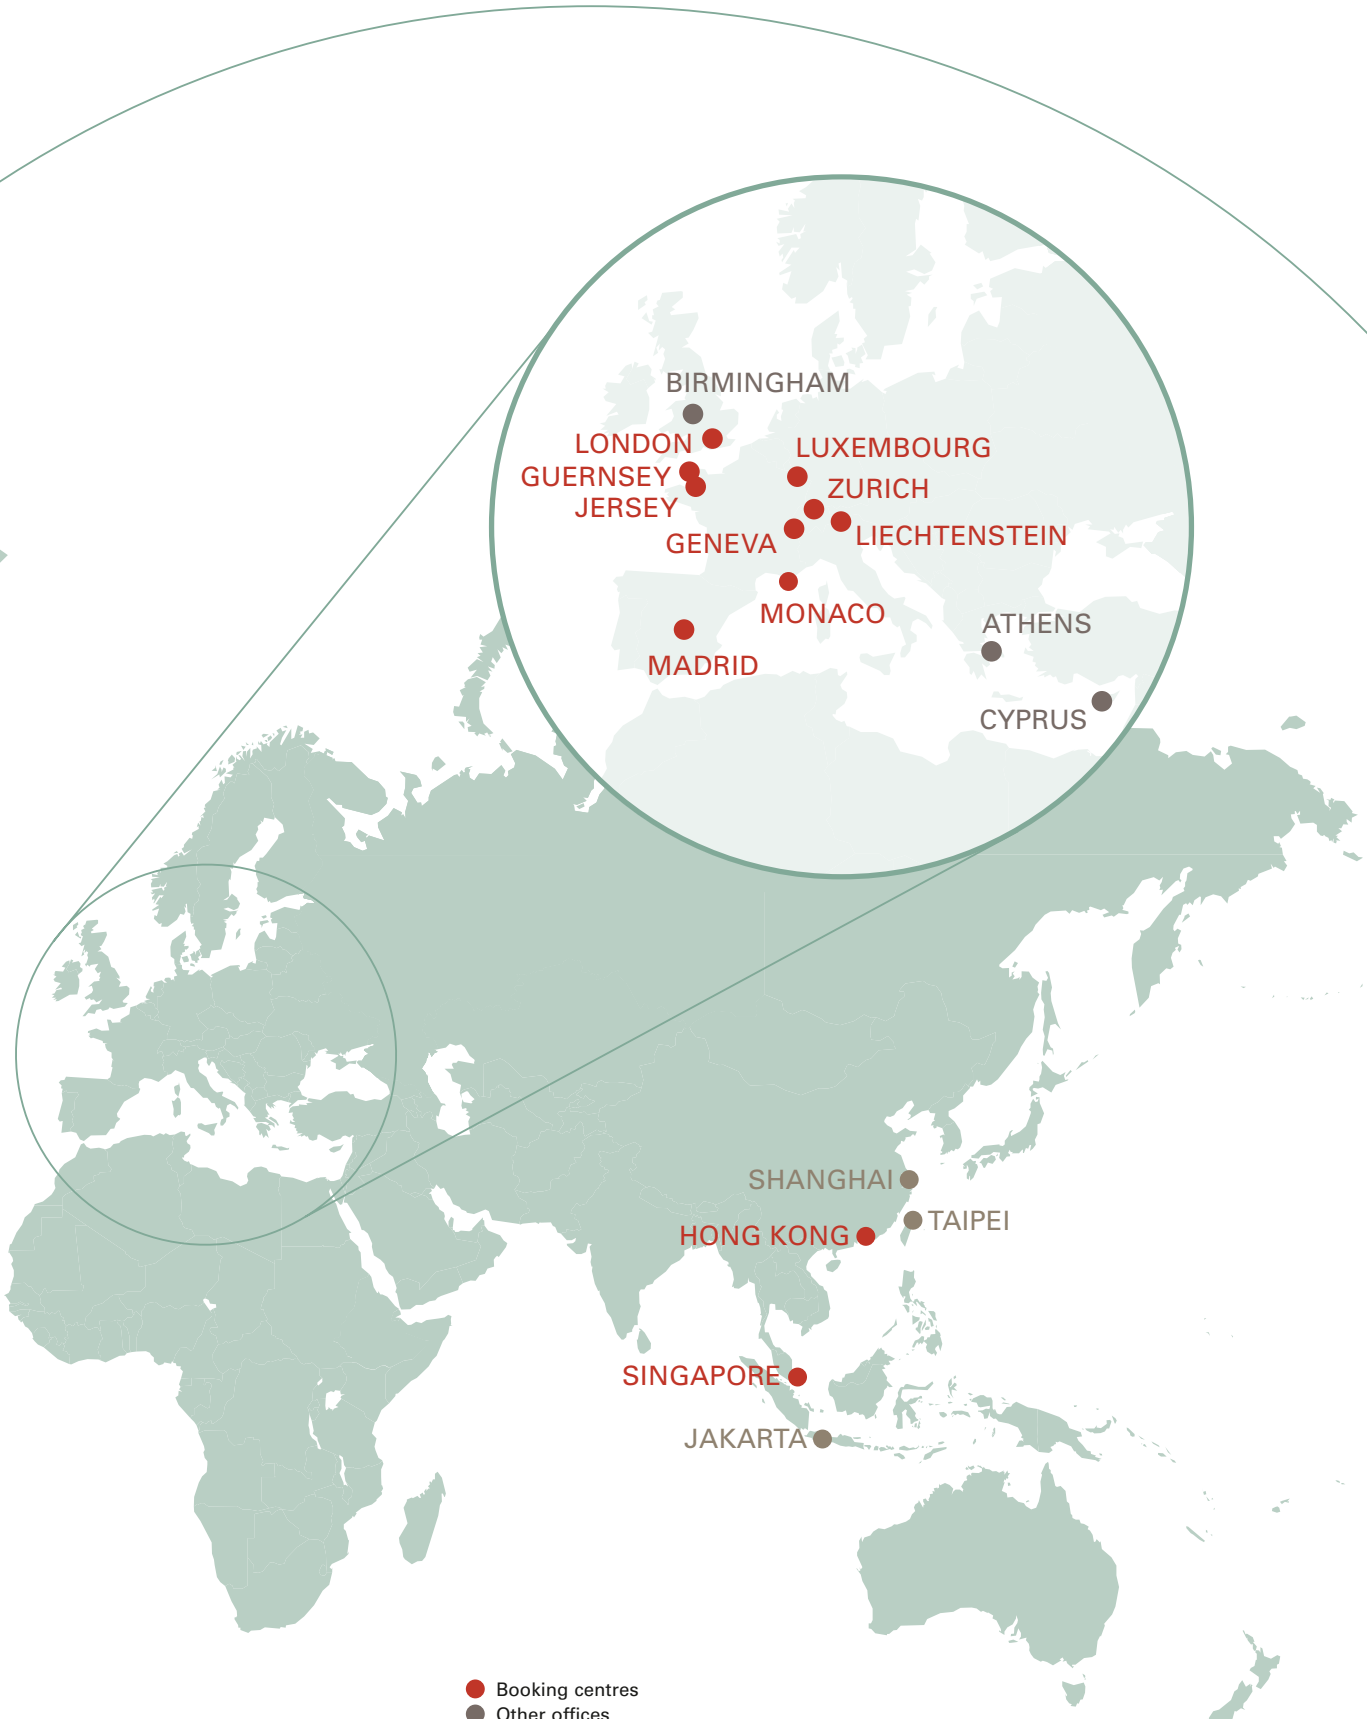 BIRMINGHAM
LONDON
LUXEMBOURG
GUERNSEY
ZURICH
JERSEY
GENEVA
LIECHTENSTEIN
MONACO
ATHENS
MADRID
CYPRUS
SHANGHAI
TAIPEI
HONG KONG
SINGAPORE
JAKARTA
Booking centres
Other offices